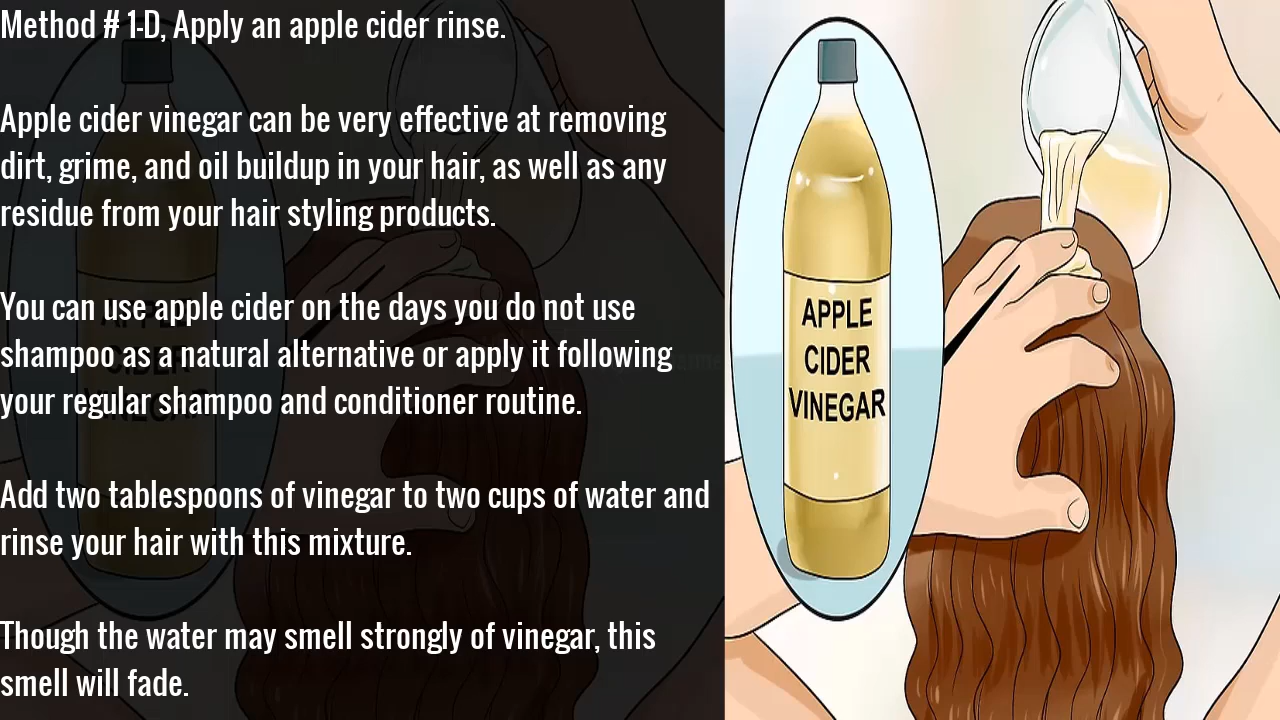 Method # 1-D, Apply an apple cider rinse.
Apple cider vinegar can be very effective at removing
dirt, grime, and oil buildup in your hair, as well as any
residue from your hair styling products.
You can use apple cider on the days you do not use
shampoo as a natural alternative or apply it following
your regular shampoo and conditioner routine.
Add two tablespoons of vinegar to two cups of water and
rinse your hair with this mixture.
Though the water may smell strongly of vinegar, this
smell will fade.
APPLE
CIDER
VINEGAR